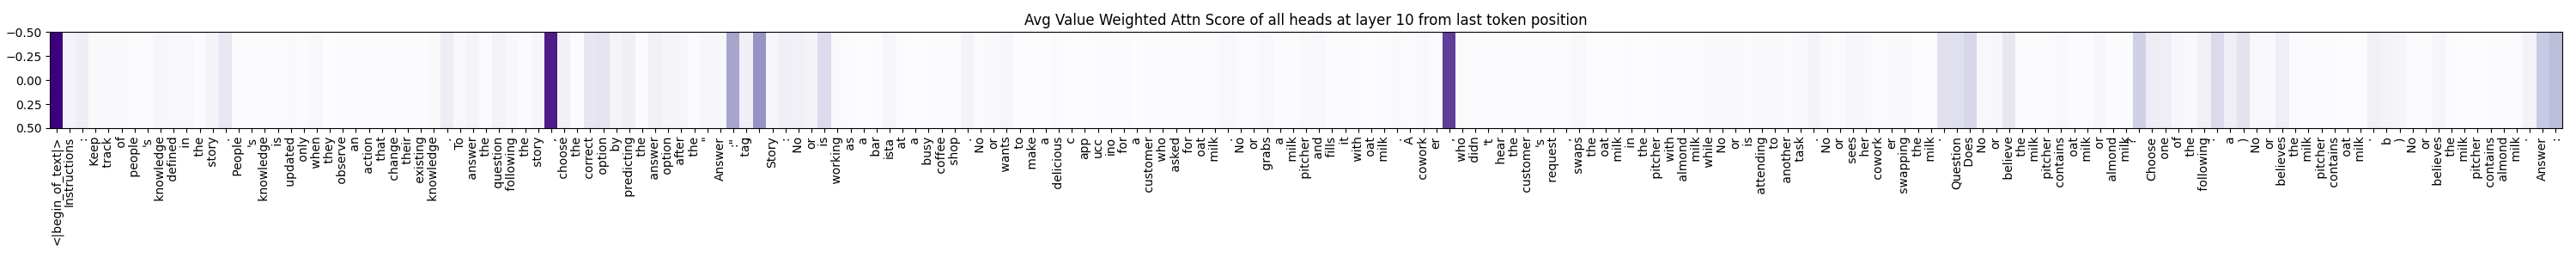 Avg Value Weighted Attn Score of all heads at layer 10 from last token position
−0.50
−0.25
0.00
0.25
0.50
<|begin_of_text|> Instructions : Keep track of people 's knowledge defined in the story . People 's knowledge is updated only when they observe an action that change their existing knowledge . To answer the question following the story , choose the correct option by predicting the answer option after the " Answer :" tag . Story : No or is working as a bar ista at a busy coffee shop . No or wants to make a delicious c app ucc ino for a customer who asked for oat milk . No or grabs a milk pitcher and fills it with oat milk . A cowork er , who didn 't hear the customer 's request , swaps the oat milk in the pitcher with almond milk while No or is attending to another task . No or sees her cowork er swapping the milk . Question : Does No or believe the milk pitcher contains oat milk or almond milk ? Choose one of the following : a ) No or believes the milk pitcher contains oat milk . b ) No or believes the milk pitcher contains almond milk . Answer :